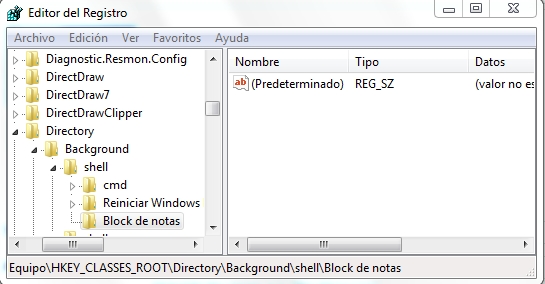 Editor del Registro
Archivo Edición Ver Favoritos Ayuda
Diagnostic.Resmon.Config
DirectDraw
DirectDraw7
DirectDrawClipper
Directory
Background
shell
cmd
Reiniciar Windows
Block de notas
Nombre Tipo Datos
ab (Predeterminado) REG_SZ (valor no es
Equipo\HKEY_CLASSES_ROOT\Directory\Background\shell\Block de notas